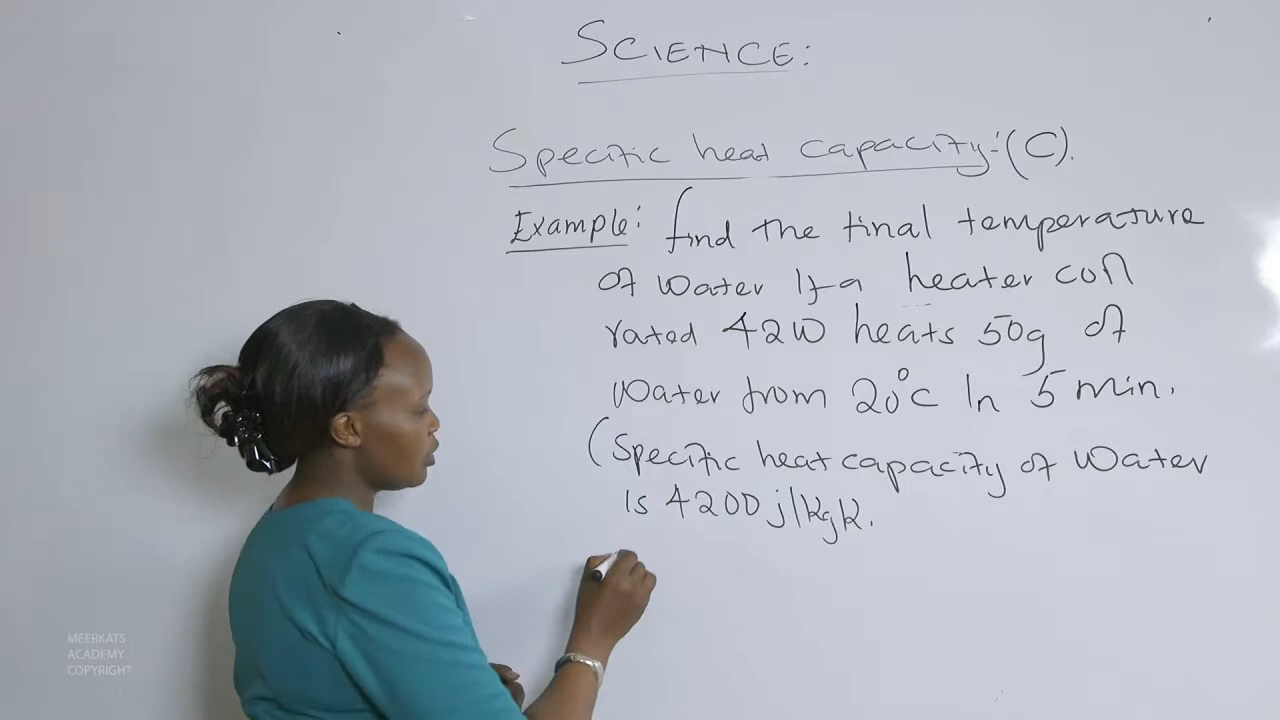 SCIENCE:
Specific heat capacity:-(C).
Example: find the final temperature
of water if a heater coil
rated 42W heats 50g of
water from 20°C in 5 min.
(Specific heat capacity of water
is 4200 j/kgk.
MEERKATS
ACADEMY
COPYRIGHT